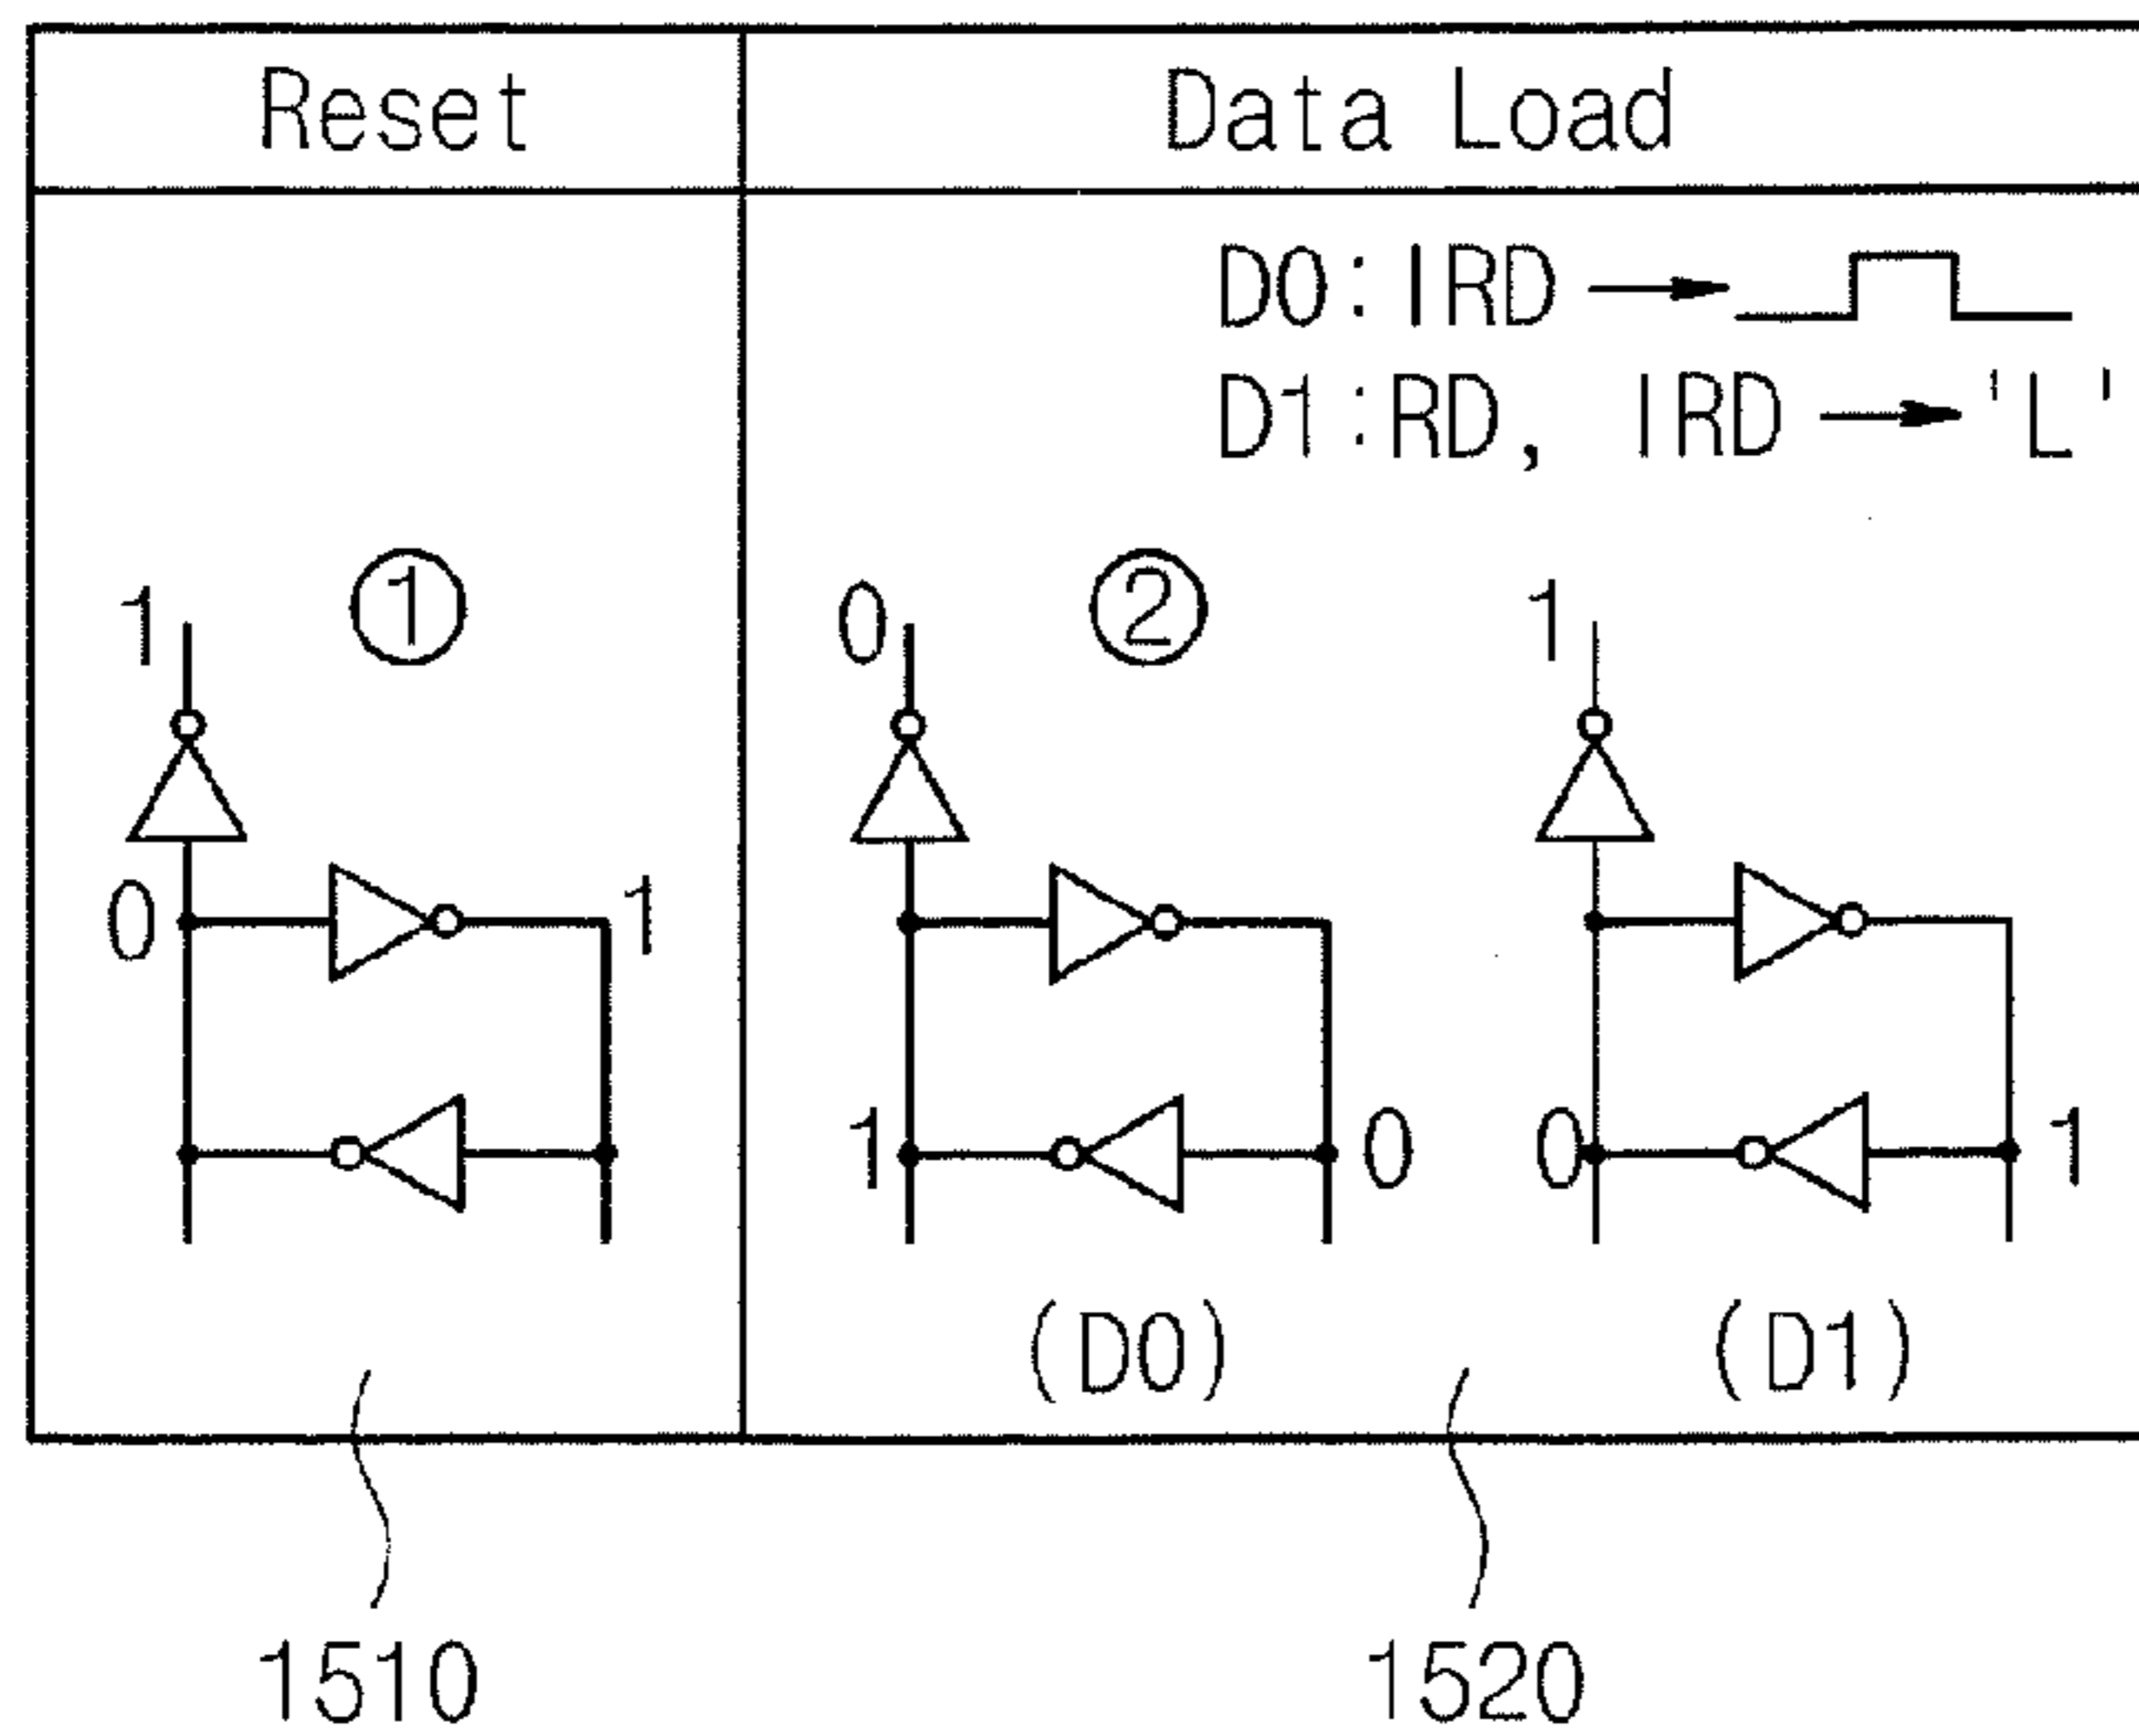 Reset Data Load
D0:IRD →
D1:RD, IRD → 'L'
1 ① 0 ② 1
0 1
1 0 0 1
(D0) (D1)
1510 1520